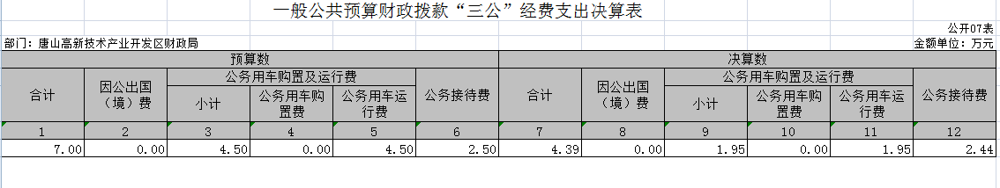 一般公共预算财政拨款“三公”经费支出决算表
公开07表
部门：唐山高新技术产业开发区财政局 金额单位：万元
预算数 决算数
合计 因公出国（境）费 公务用车购置及运行费 公务接待费 合计 因公出国（境）费 公务用车购置及运行费 公务接待费
小计 公务用车购置费 公务用车运行费 小计 公务用车购置费 公务用车运行费
1 2 3 4 5 6 7 8 9 10 11 12
7.00 0.00 4.50 0.00 4.50 2.50 4.39 0.00 1.95 0.00 1.95 2.44